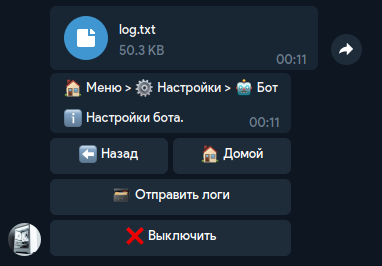 log.txt
50.3 KB
00:11
🏠 Меню > ⚙️ Настройки > 🤖 Бот
ℹ️ Настройки бота.
00:11
⬅️ Назад
🏠 Домой
Отправить логи
❌ Выключить